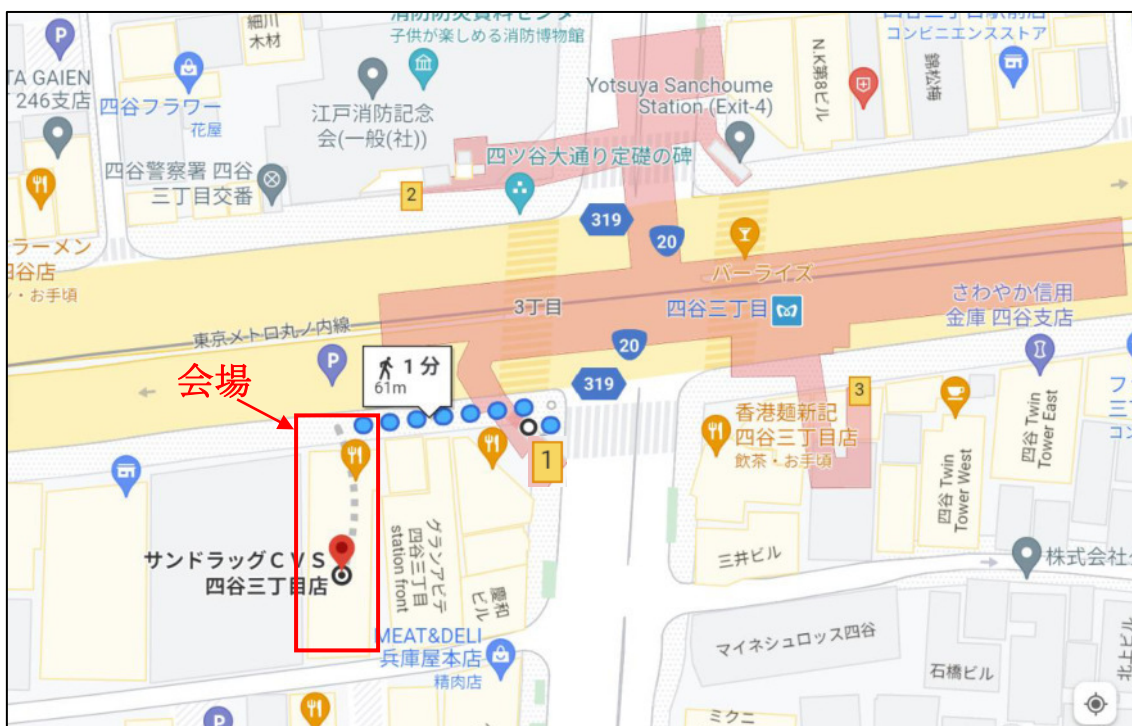 細川
木材
消防防災資料センター
子供が楽しめる消防博物館
四谷三丁目駅前店
コンビニエンスストア
TA GAIEN
246支店
四谷フラワー
花屋
江戸消防記念
会(一般(社))
Yotsuya Sanchoume
Station (Exit-4)
N.K第8ビル
錦松梅
四谷警察署 四谷
三丁目交番
四ツ谷大通り定礎の碑
2
319
20
ラーメン
四谷店
ン・お手頃
バーライズ
3丁目
四谷三丁目
さわやか信用
金庫 四谷支店
東京メトロ丸ノ内線
P
20
319
会場
1 分
61m
1
3
香港麺新記
四谷三丁目店
飲茶・お手頃
四谷 Twin
Tower West
四谷 Twin
Tower East
サンドラッグCVS
四谷三丁目店
グランアビテ
四谷三丁目
station front
慶和
ビル
三井ビル
株式会社
MEAT&DELI
兵庫屋本店
精肉店
マイネシュロッス四谷
石橋ビル
ミクニ
P